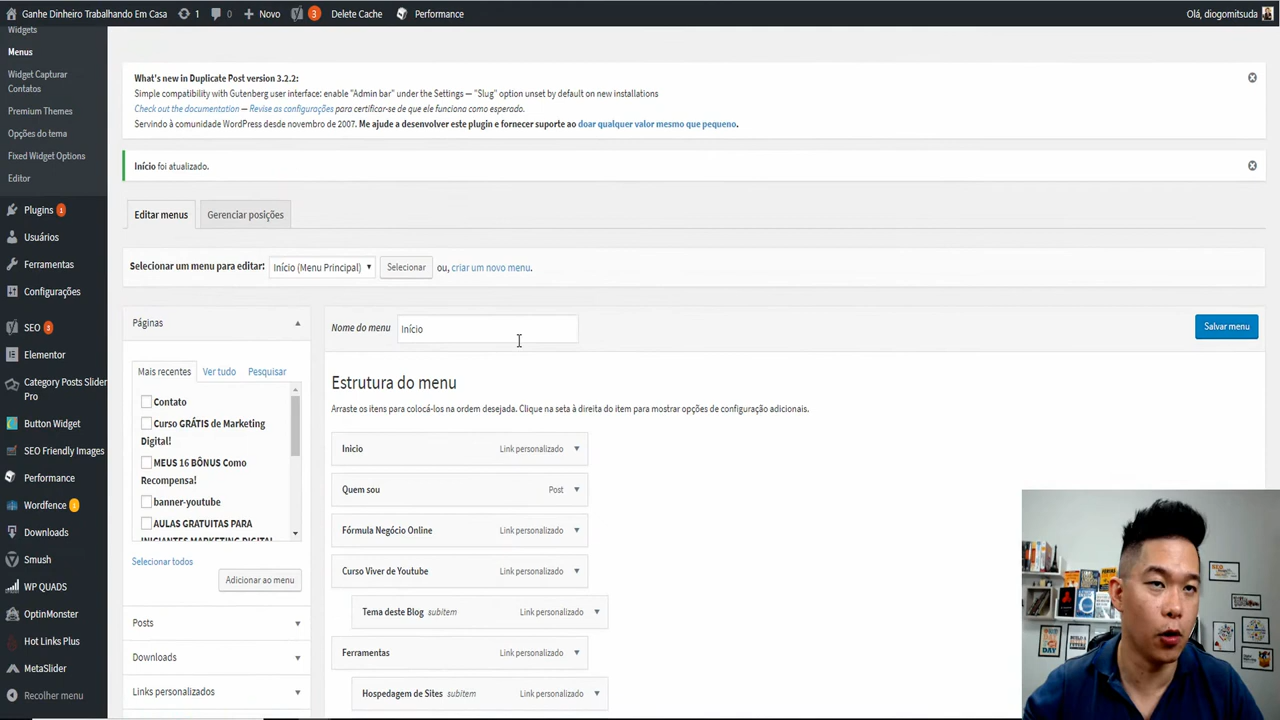 Ganhe Dinheiro Trabalhando Em Casa 1 0 Novo 3 Delete Cache Performance Olá, diogomitsuda
Widgets
Menus
Widget Capturar
Contatos
Premium Themes
Opções do tema
Fixed Widget Options
Editor
Plugins 1
Usuários
Ferramentas
Configurações
SEO 3
Elementor
Category Posts Slider
Pro
Button Widget
SEO Friendly Images
Performance
Wordfence 1
Downloads
Smush
WP QUADS
OptinMonster
Hot Links Plus
MetaSlider
Recolher menu
What's new in Duplicate Post version 3.2.2:
Simple compatibility with Gutenberg user interface: enable "Admin bar" under the Settings — "Slug" option unset by default on new installations
Check out the documentation — Revise as configurações para certificar-se de que ele funciona como esperado.
Servindo à comunidade WordPress desde novembro de 2007. Me ajude a desenvolver este plugin e fornecer suporte ao doar qualquer valor mesmo que pequeno.
Início foi atualizado.
Editar menus Gerenciar posições
Selecionar um menu para editar: Início (Menu Principal) Selecionar ou, criar um novo menu.
Páginas
Mais recentes Ver tudo Pesquisar
Contato
Curso GRÁTIS de Marketing
Digital!
MEUS 16 BÔNUS Como
Recompensa!
banner-youtube
AULAS GRATUITAS PARA
INICIANTES MARKETING DIGITAL
Selecionar todos
Adicionar ao menu
Posts
Downloads
Links personalizados
Nome do menu Início Salvar menu
Estrutura do menu
Arraste os itens para colocá-los na ordem desejada. Clique na seta à direita do item para mostrar opções de configuração adicionais.
Inicio Link personalizado
Quem sou Post
Fórmula Negócio Online Link personalizado
Curso Viver de Youtube Link personalizado
Tema deste Blog subitem Link personalizado
Ferramentas Link personalizado
Hospedagem de Sites subitem Link personalizado